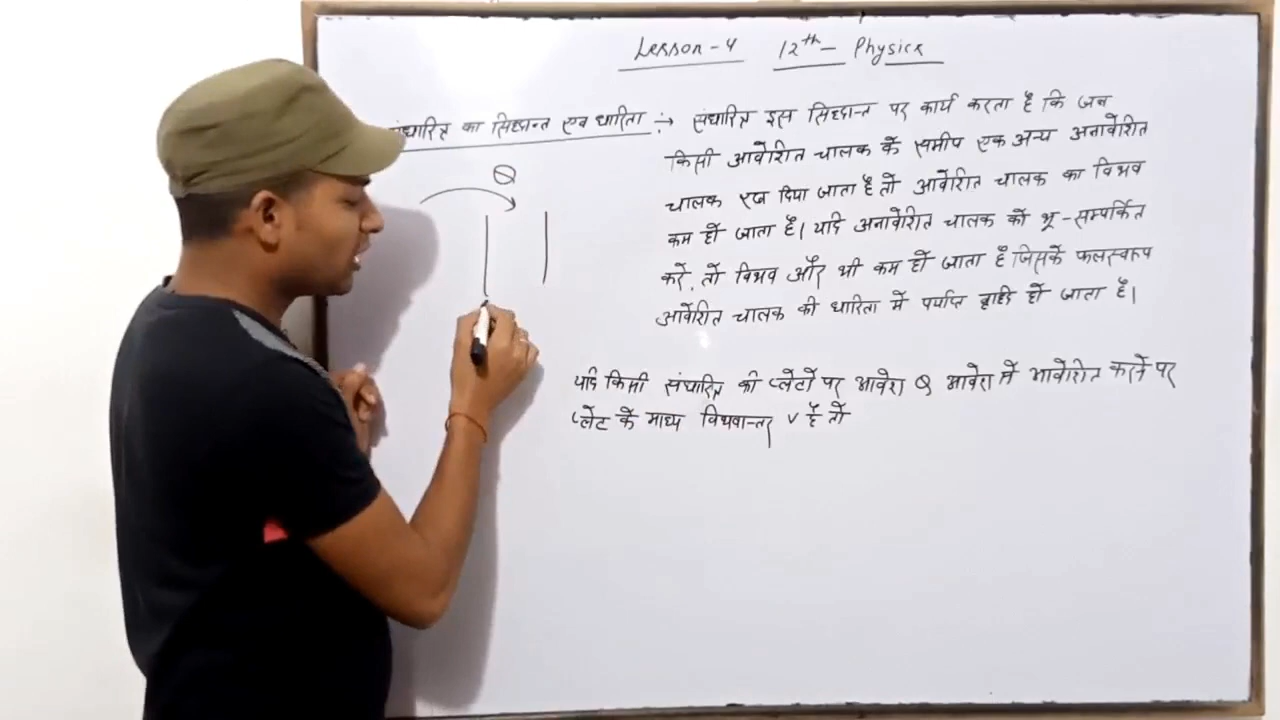 Lesson-4 12th- Physics
संधारित्र का सिद्धान्त एवं धारिता :→ संधारित्र इस सिद्धान्त पर कार्य करता है कि जब
किसी आवेशित चालक के समीप एक अन्य अनावेशित
चालक रख दिया जाता है तो आवेशित चालक का विभव
कम हो जाता है। यदि अनावेशित चालक को भू-सम्पर्कित
करे, तो विभव और भी कम हो जाता है जिसके फलस्वरूप
आवेशित चालक की धारिता में पर्याप्त वृद्धि हो जाता है।
Q
यदि किसी संधारित्र की प्लेटों पर आवेश Q आवेश से आवेशित करने पर
प्लेट के माध्य विभवान्तर V है तो